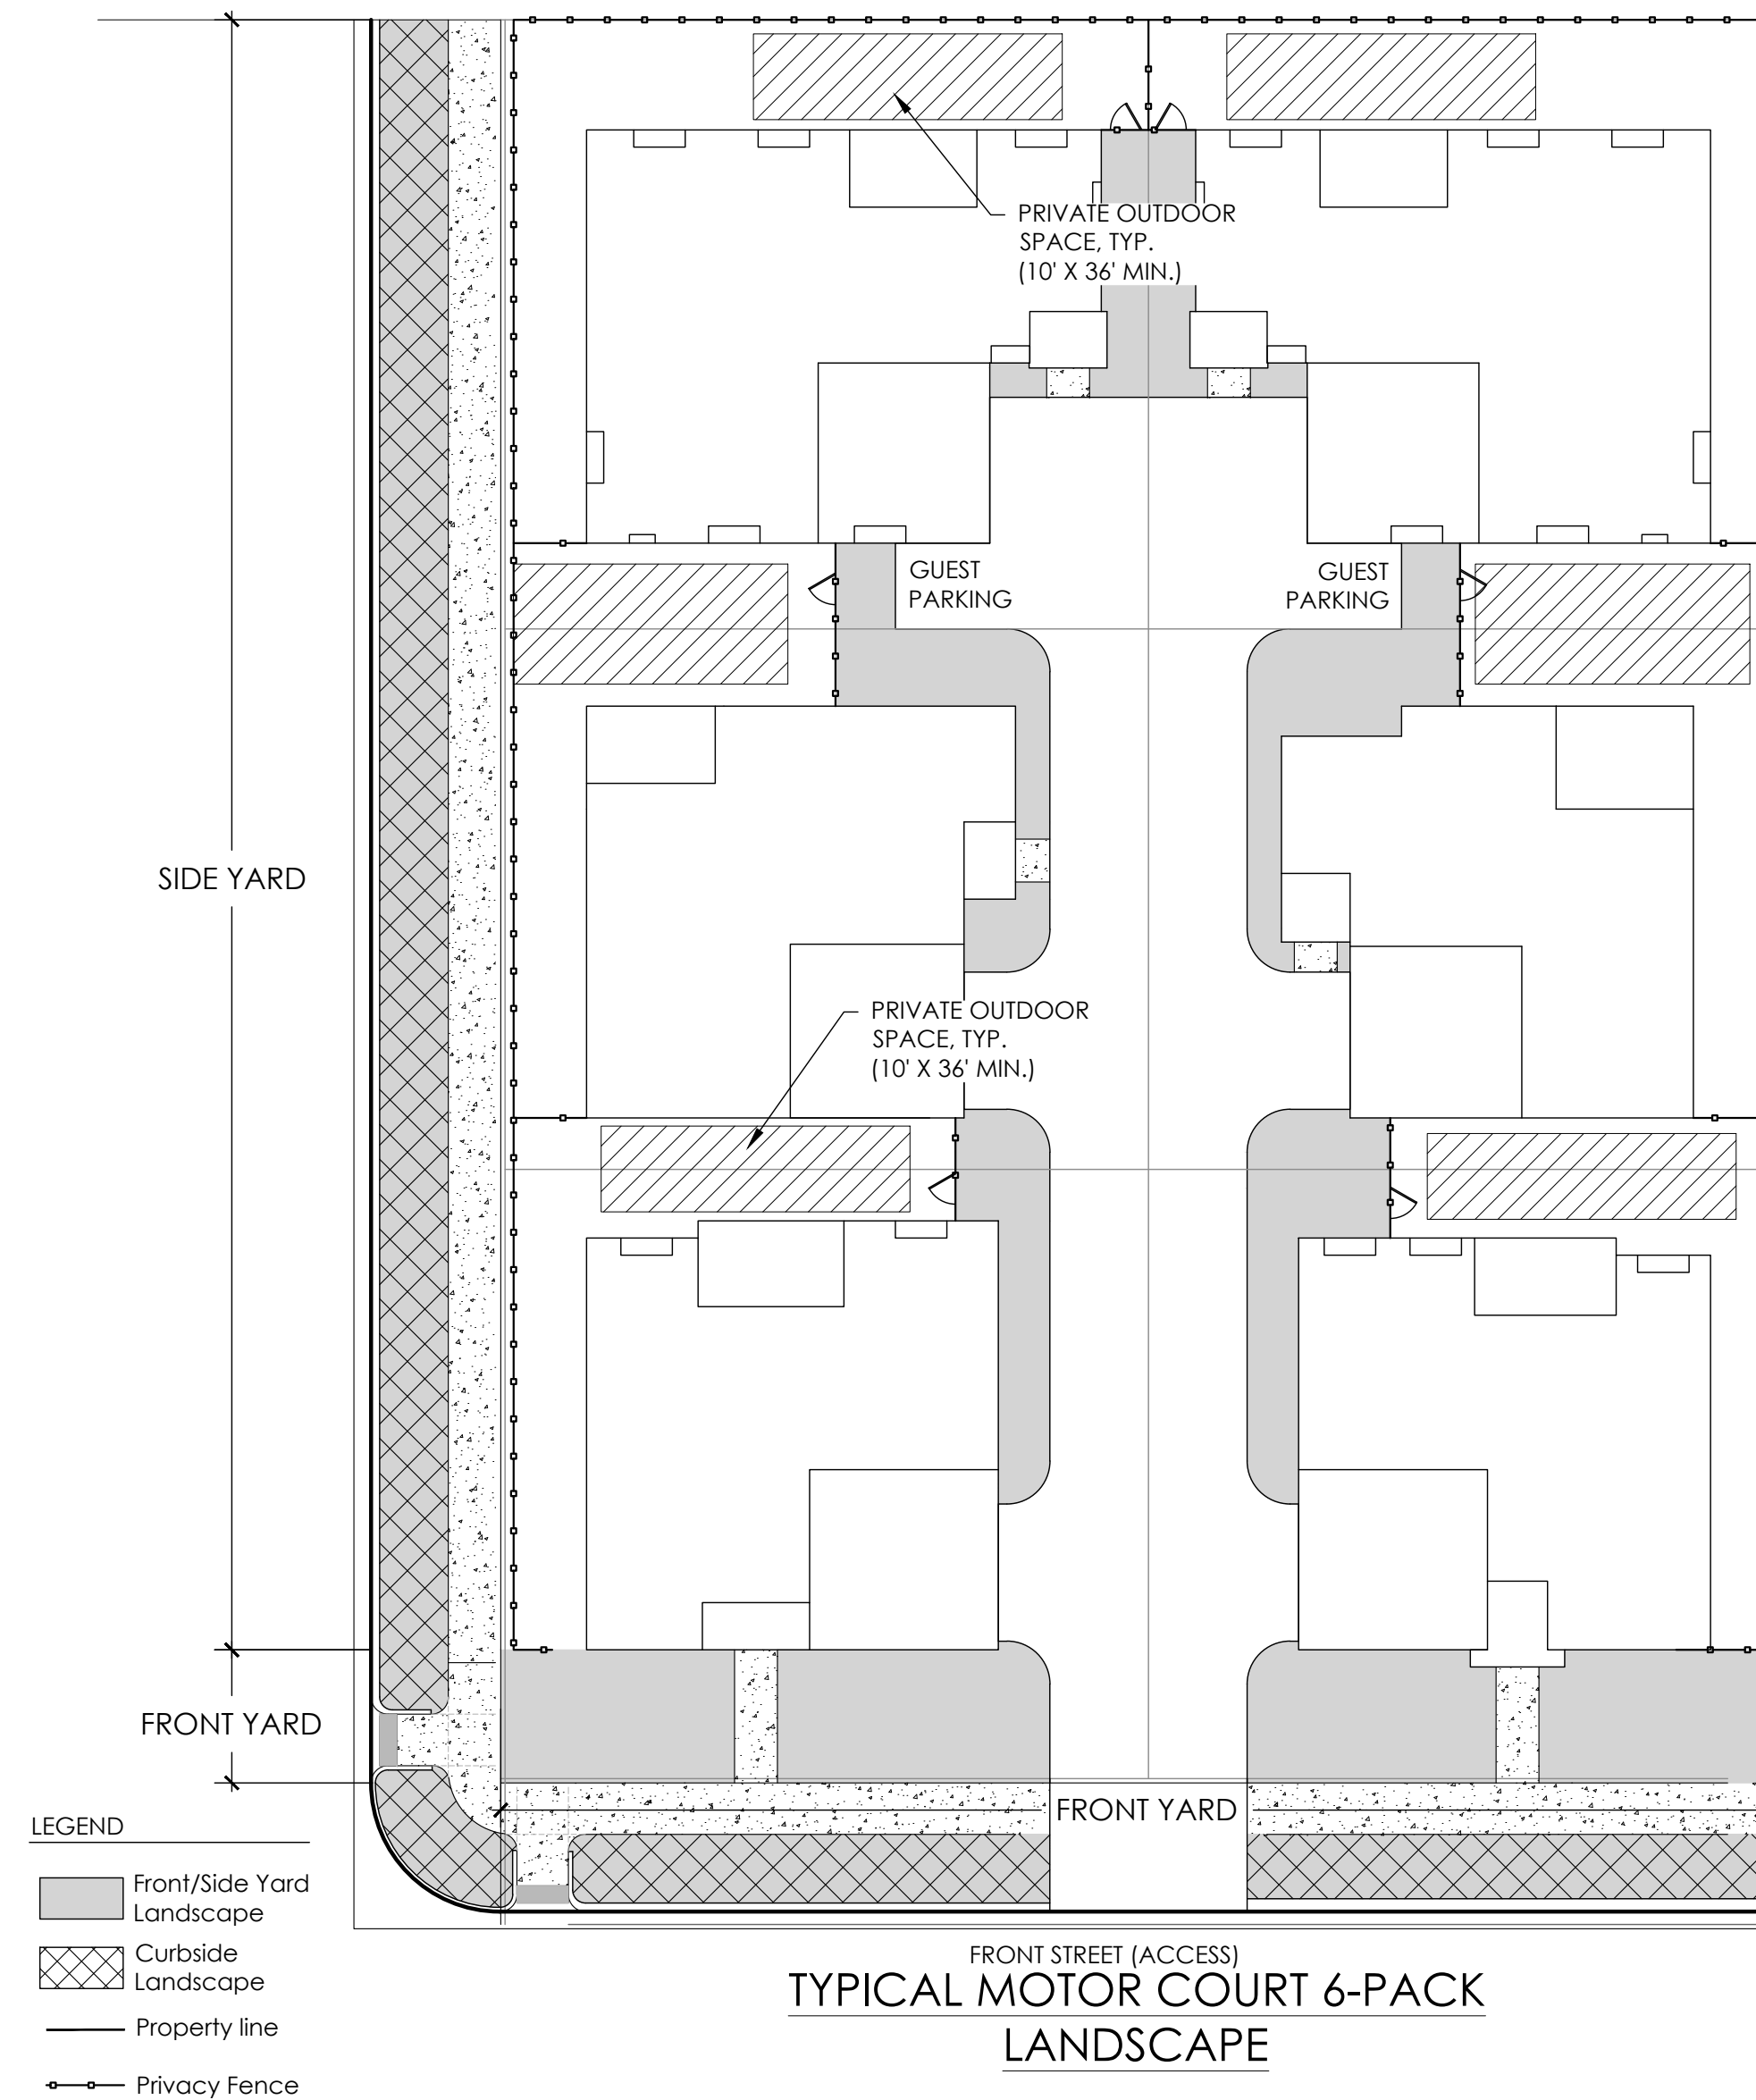 PRIVATE OUTDOOR
SPACE, TYP.
(10' X 36' MIN.)
GUEST
PARKING
GUEST
PARKING
SIDE YARD
PRIVATE OUTDOOR
SPACE, TYP.
(10' X 36' MIN.)
FRONT YARD
FRONT YARD
LEGEND
Front/Side Yard
Landscape
Curbside
Landscape
Property line
Privacy Fence
FRONT STREET (ACCESS)
TYPICAL MOTOR COURT 6-PACK
LANDSCAPE